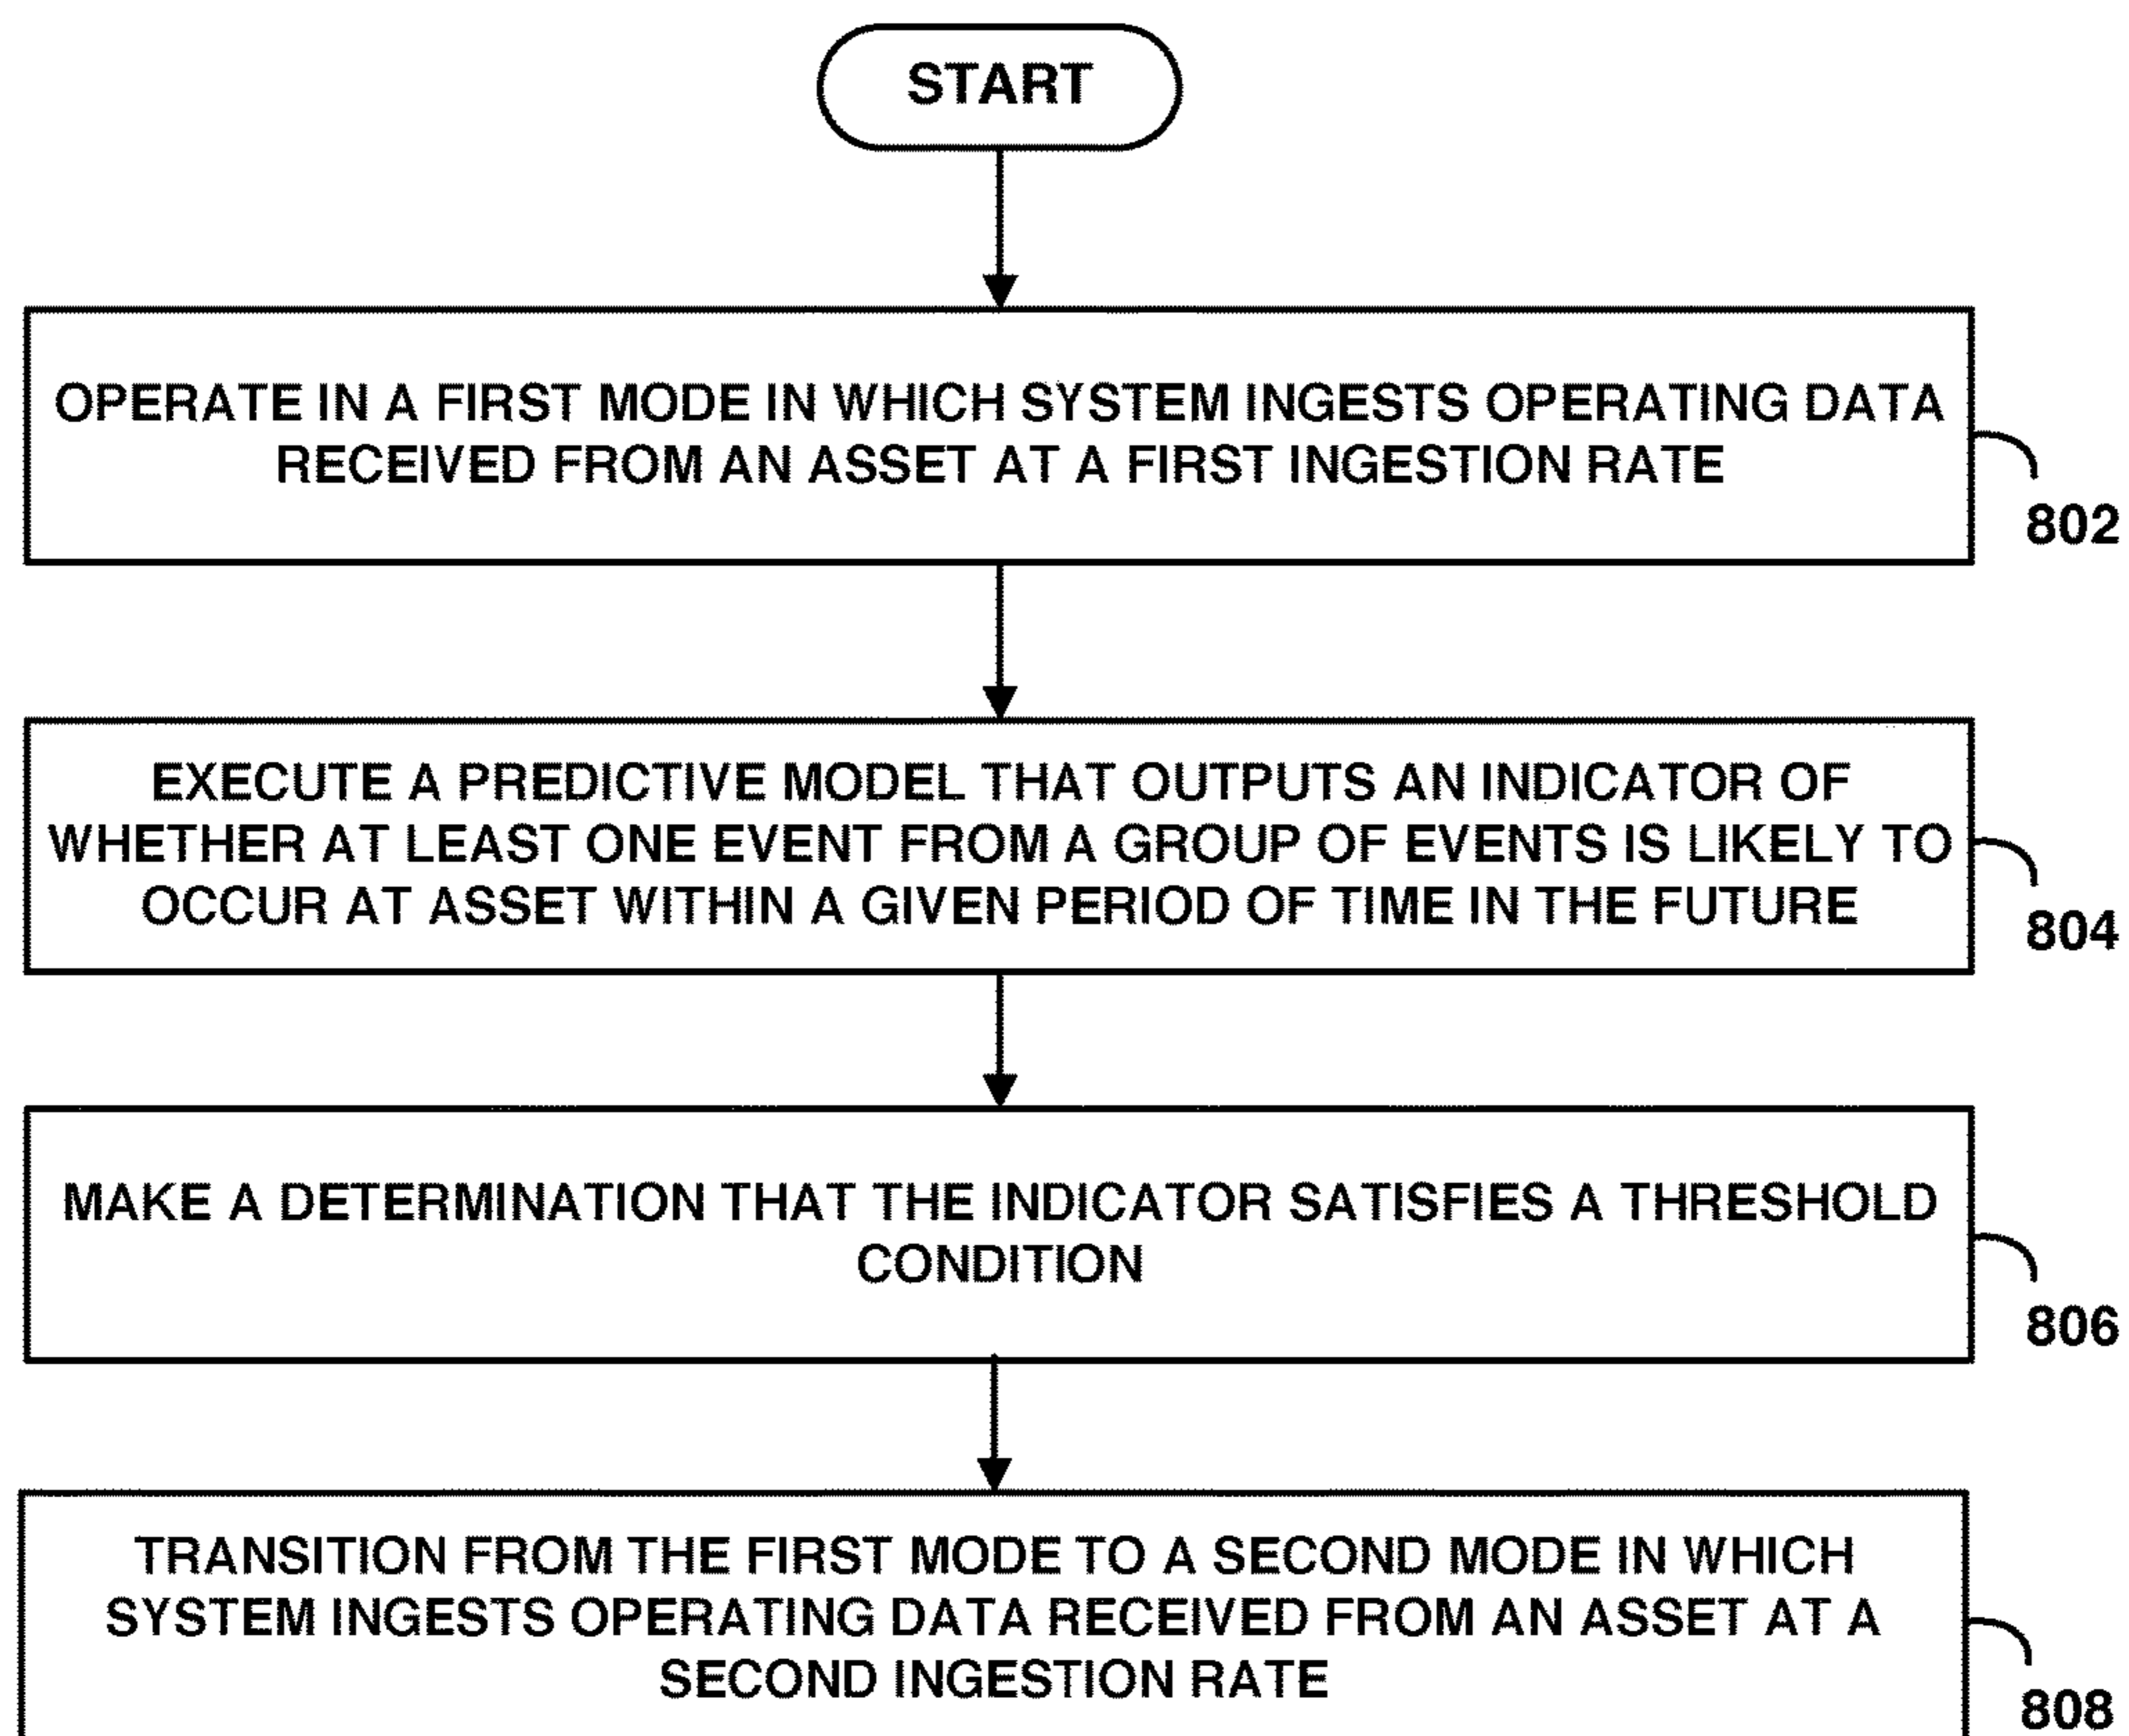 START
OPERATE IN A FIRST MODE IN WHICH SYSTEM INGESTS OPERATING DATA
RECEIVED FROM AN ASSET AT A FIRST INGESTION RATE
802
EXECUTE A PREDICTIVE MODEL THAT OUTPUTS AN INDICATOR OF
WHETHER AT LEAST ONE EVENT FROM A GROUP OF EVENTS IS LIKELY TO
OCCUR AT ASSET WITHIN A GIVEN PERIOD OF TIME IN THE FUTURE
804
MAKE A DETERMINATION THAT THE INDICATOR SATISFIES A THRESHOLD
CONDITION
806
TRANSITION FROM THE FIRST MODE TO A SECOND MODE IN WHICH
SYSTEM INGESTS OPERATING DATA RECEIVED FROM AN ASSET AT A
SECOND INGESTION RATE
808